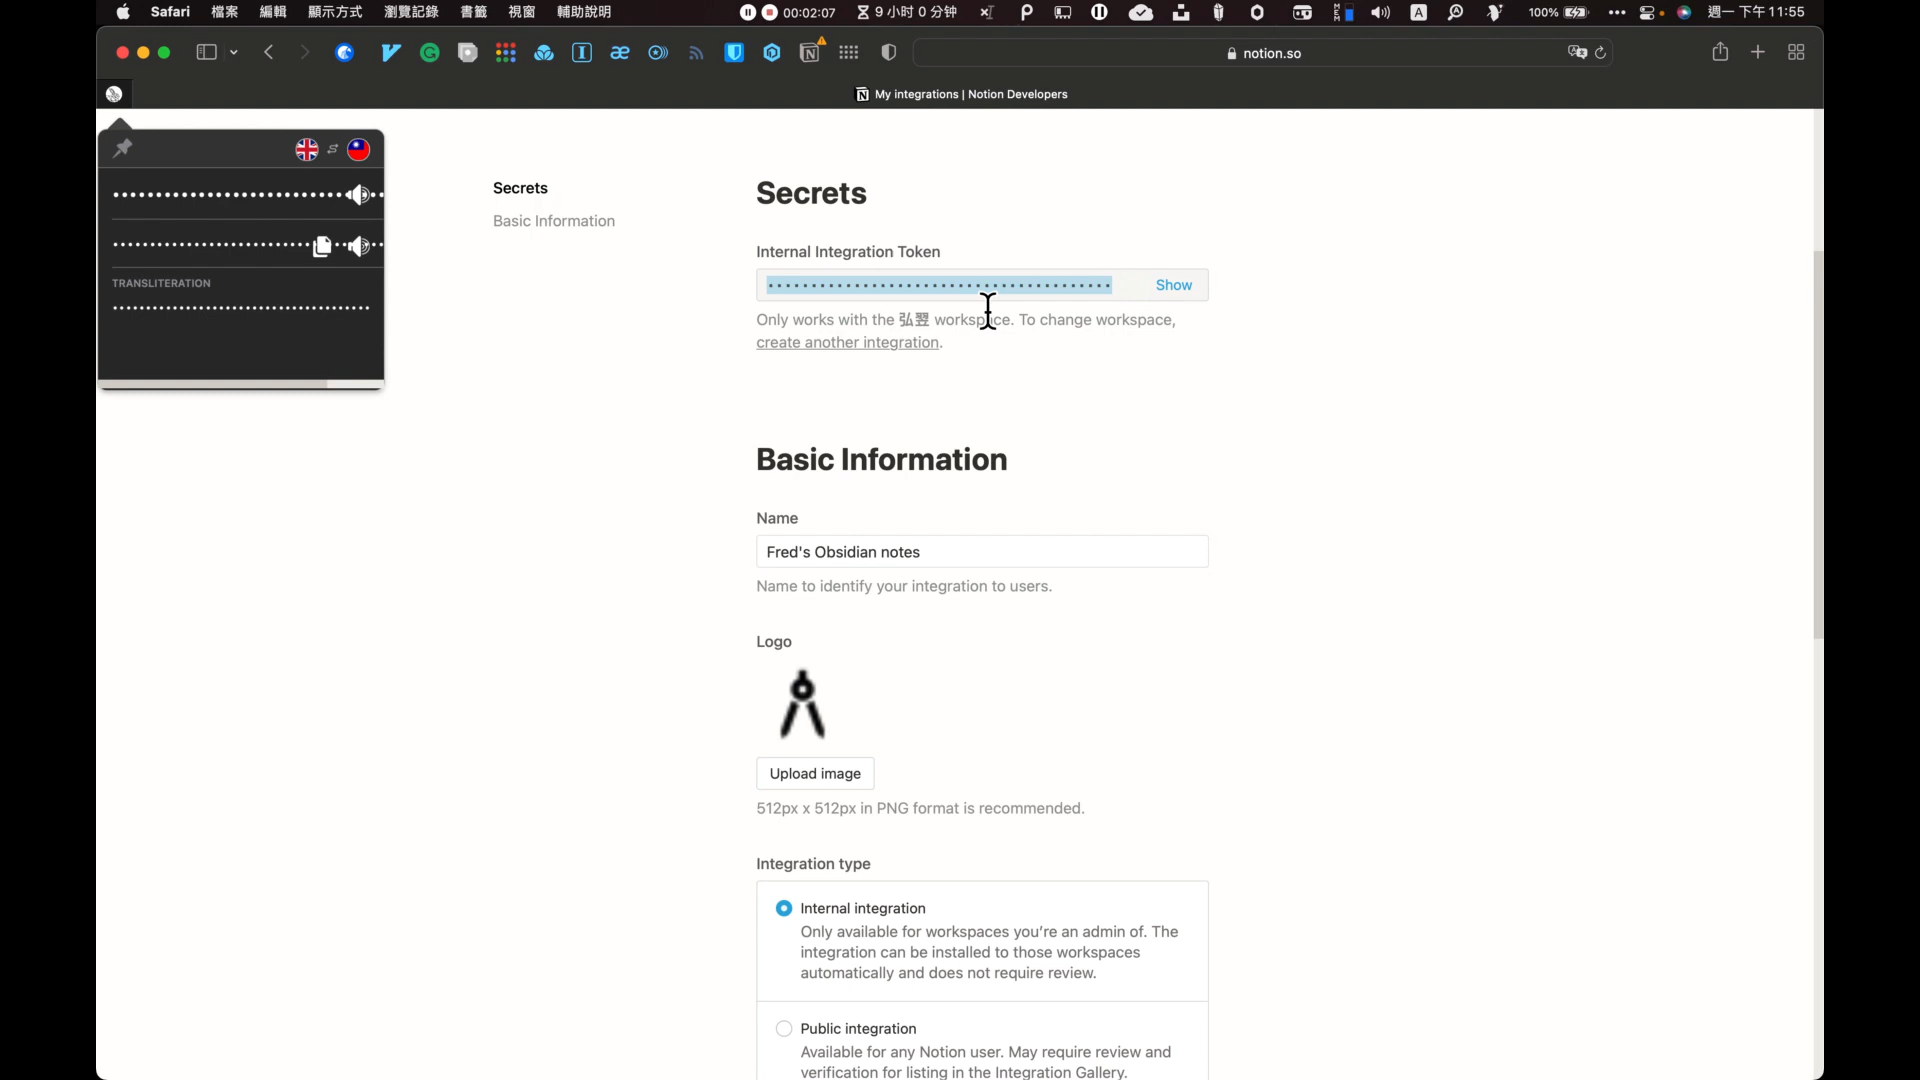 Safari 檔案 編輯 顯示方式 瀏覽記錄 書籤 視窗 輔助說明 00:02:07 9 小时 0 分钟 100% 週一 下午 11:55
notion.so
My integrations | Notion Developers
TRANSLITERATION
Secrets
Basic Information
Secrets
Internal Integration Token
Show
Only works with the 弘翌 workspace. To change workspace,
create another integration.
Basic Information
Name
Fred's Obsidian notes
Name to identify your integration to users.
Logo
Upload image
512px x 512px in PNG format is recommended.
Integration type
Internal integration
Only available for workspaces you're an admin of. The
integration can be installed to those workspaces
automatically and does not require review.
Public integration
Available for any Notion user. May require review and
verification for listing in the Integration Gallery.